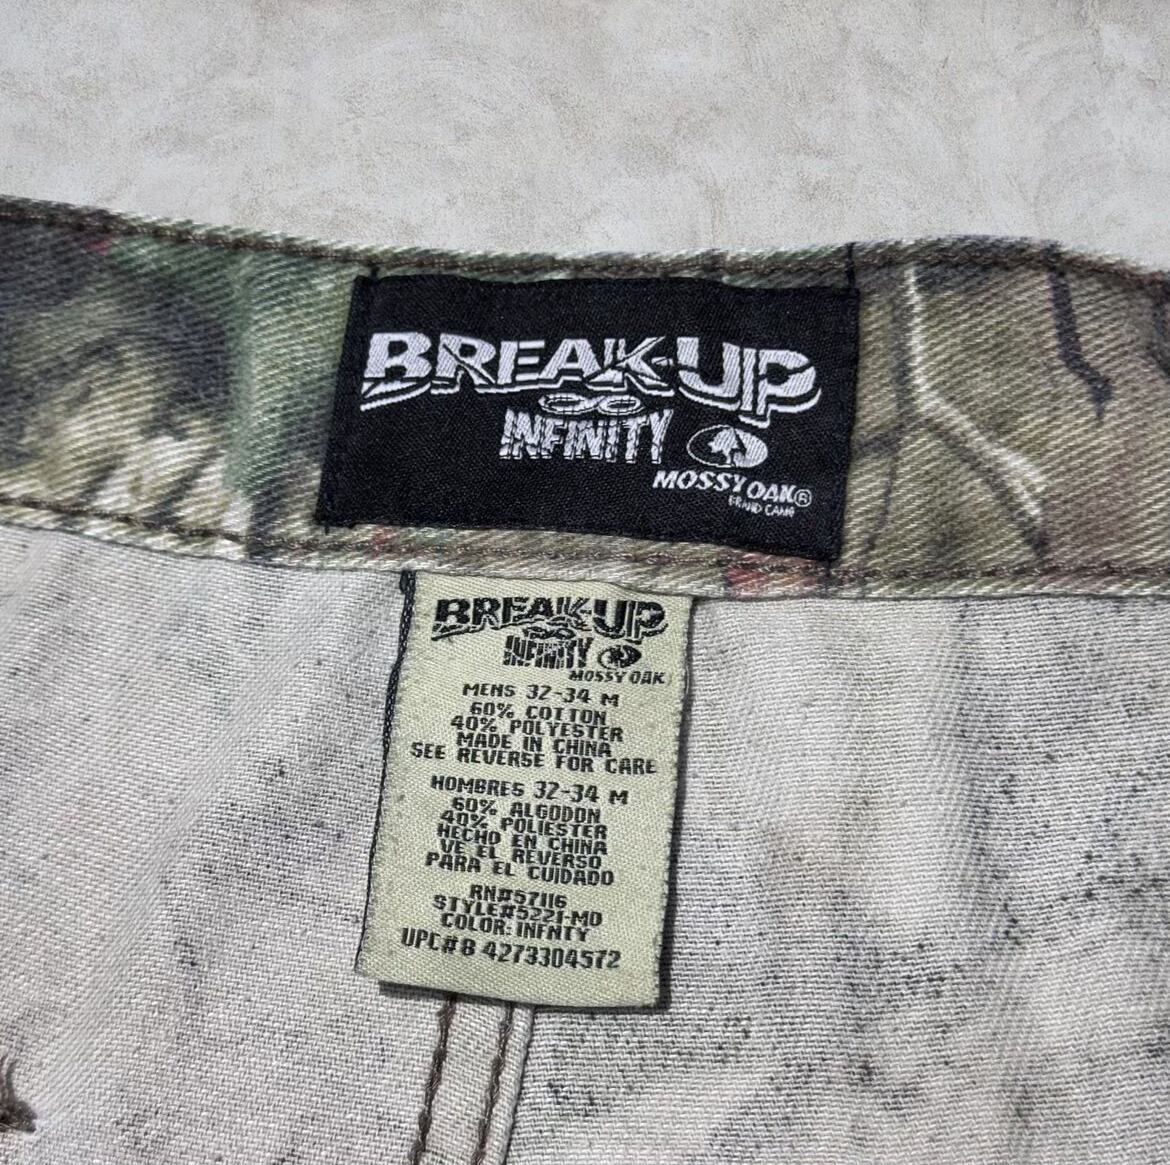 BREAK-UP
INFINITY
MOSSY OAK®
BRAND CAMO
BREAK-UP
INFINITY
MOSSY OAK
MENS 32-34 M
60% COTTON
40% POLYESTER
MADE IN CHINA
SEE REVERSE FOR CARE
HOMBRES 32-34 M
60% ALGODON
40% POLIESTER
HECHO EN CHINA
VE EL REVERSO
PARA EL CUIDADO
RN#57116
STYLE#5221-MO
COLOR: INFNTY
UPC#8 4273304572